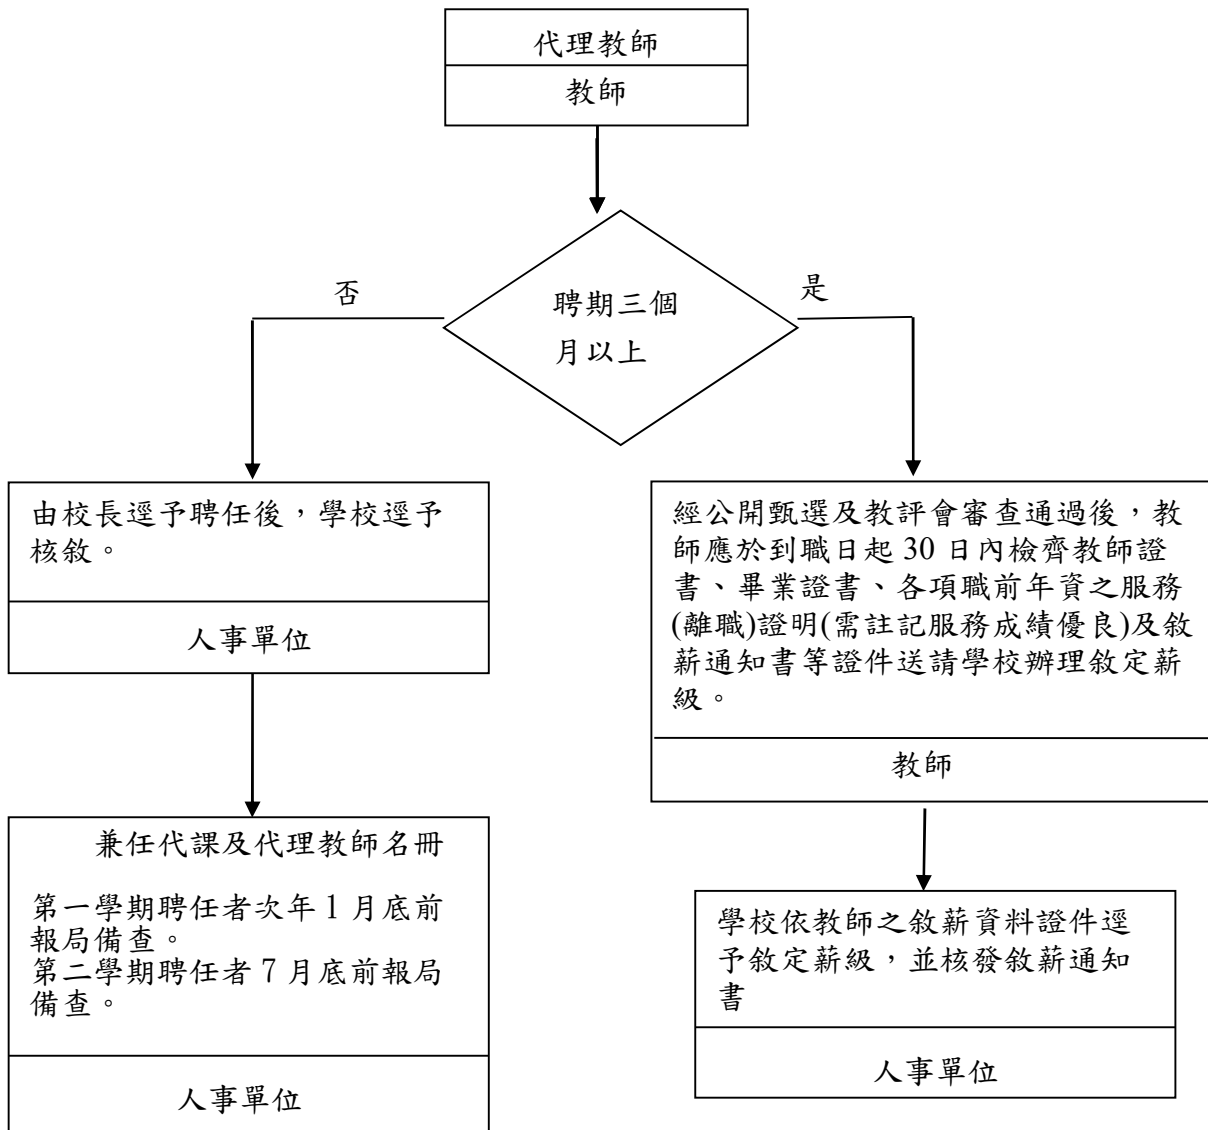 代理教師
教師
否
是
聘期三個
月以上
由校長逕予聘任後，學校逕予
核敘。
人事單位
經公開甄選及教評會審查通過後，教
師應於到職日起 30 日內檢齊教師證
書、畢業證書、各項職前年資之服務
(離職)證明(需註記服務成績優良)及敘
薪通知書等證件送請學校辦理敘定薪
級。
教師
兼任代課及代理教師名冊
第一學期聘任者次年 1 月底前
報局備查。
第二學期聘任者 7 月底前報局
備查。
人事單位
學校依教師之敘薪資料證件逕
予敘定薪級，並核發敘薪通知
書
人事單位